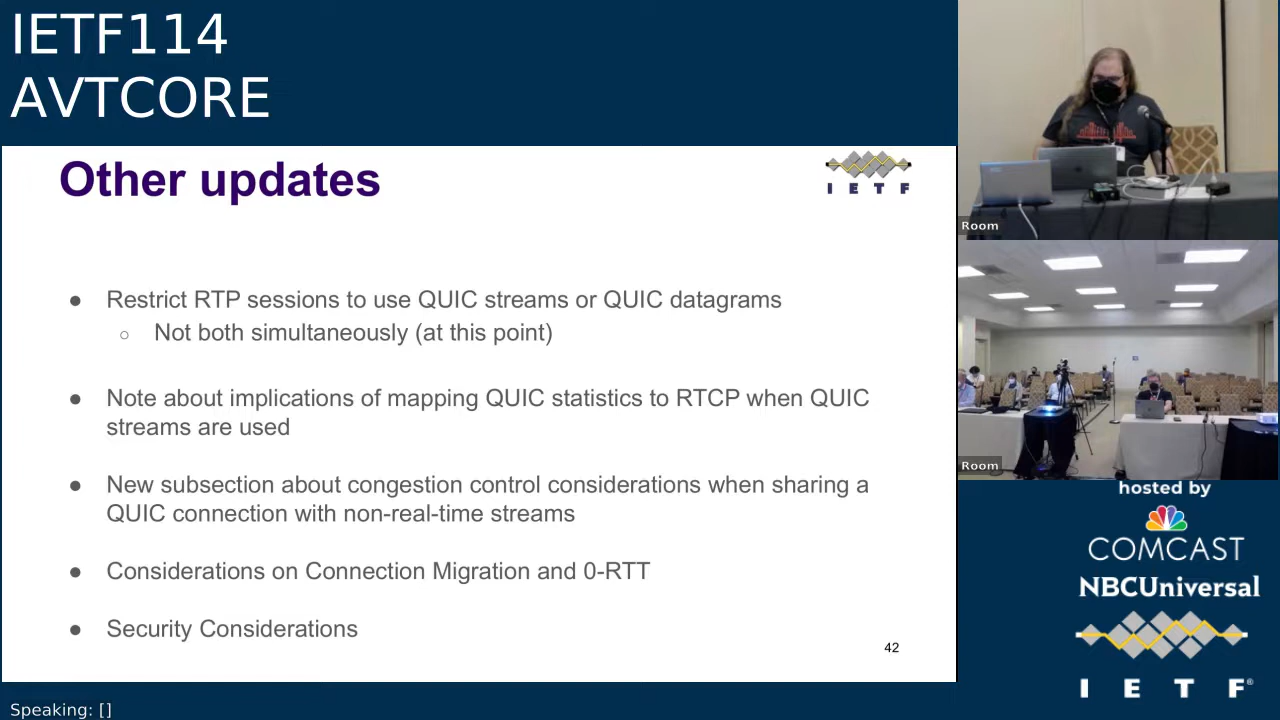 IETF114
AVTCORE
Other updates
I E T F
● Restrict RTP sessions to use QUIC streams or QUIC datagrams
○ Not both simultaneously (at this point)
● Note about implications of mapping QUIC statistics to RTCP when QUIC
streams are used
● New subsection about congestion control considerations when sharing a
QUIC connection with non-real-time streams
● Considerations on Connection Migration and 0-RTT
● Security Considerations
42
Room
Room
hosted by
COMCAST
NBCUniversal
I E T F®
Speaking: []